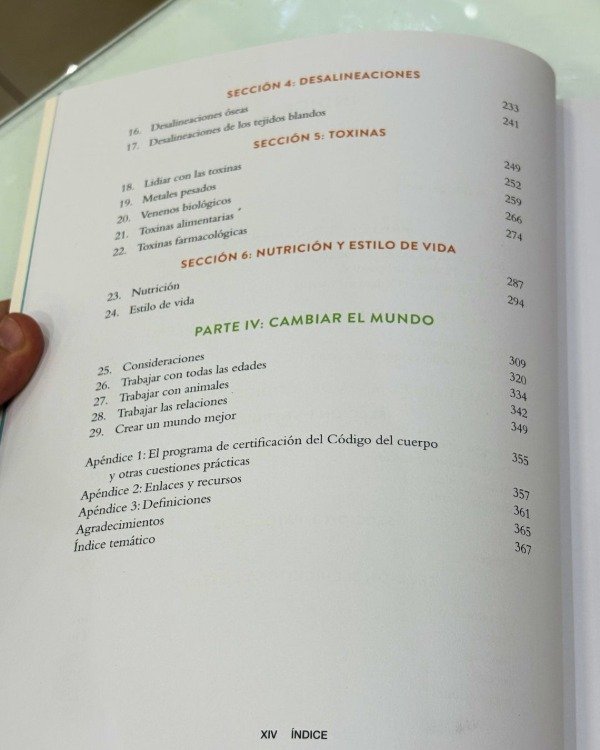 SECCIÓN 4: DESALINEACIONES
16. Desalineaciones óseas 233
17. Desalineaciones de los tejidos blandos 241
SECCIÓN 5: TOXINAS
18. Lidiar con las toxinas 249
19. Metales pesados 252
20. Venenos biológicos 259
21. Toxinas alimentarias 266
22. Toxinas farmacológicas 274
SECCIÓN 6: NUTRICIÓN Y ESTILO DE VIDA
23. Nutrición 287
24. Estilo de vida 294
PARTE IV: CAMBIAR EL MUNDO
25. Consideraciones 309
26. Trabajar con todas las edades 320
27. Trabajar con animales 334
28. Trabajar las relaciones 342
29. Crear un mundo mejor 349
Apéndice 1: El programa de certificación del Código del cuerpo
y otras cuestiones prácticas 355
Apéndice 2: Enlaces y recursos 357
Apéndice 3: Definiciones 361
Agradecimientos 365
Índice temático 367
XIV ÍNDICE